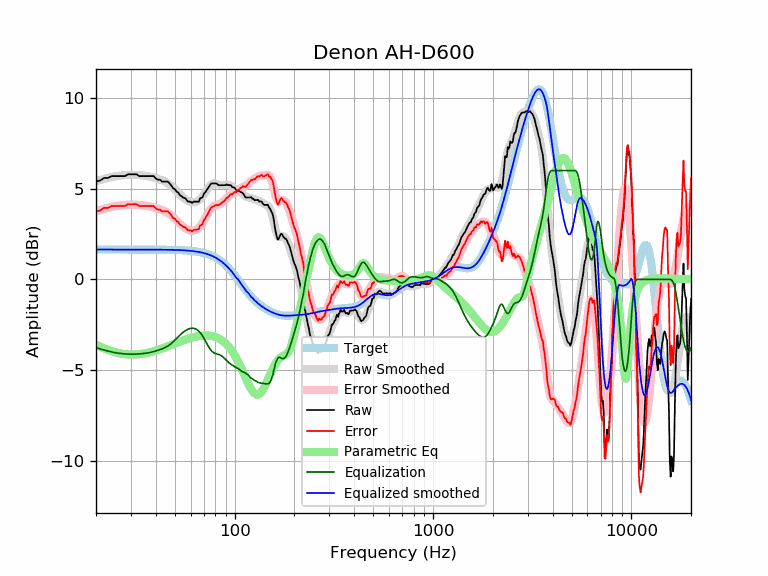 Denon AH-D600
Amplitude (dBr)
10
5
0
−5
−10
Target
Raw Smoothed
Error Smoothed
Raw
Error
Parametric Eq
Equalization
Equalized smoothed
100 1000 10000
Frequency (Hz)